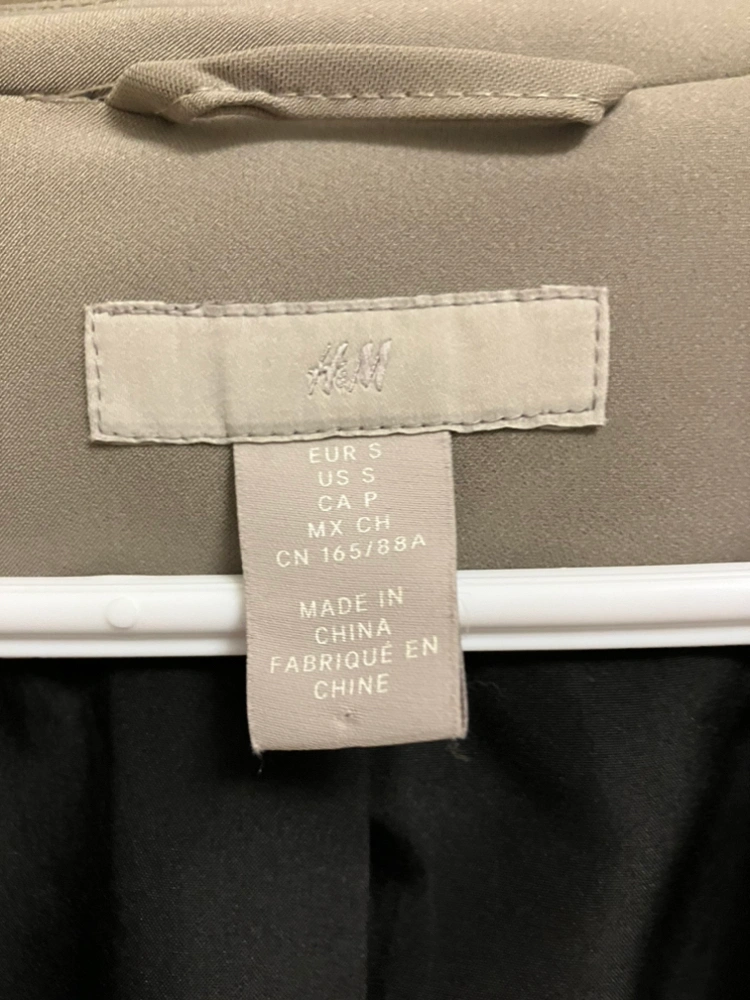 H&M
EUR S
US S
CA P
MX CH
CN 165/88A
MADE IN
CHINA
FABRIQUÉ EN
CHINE